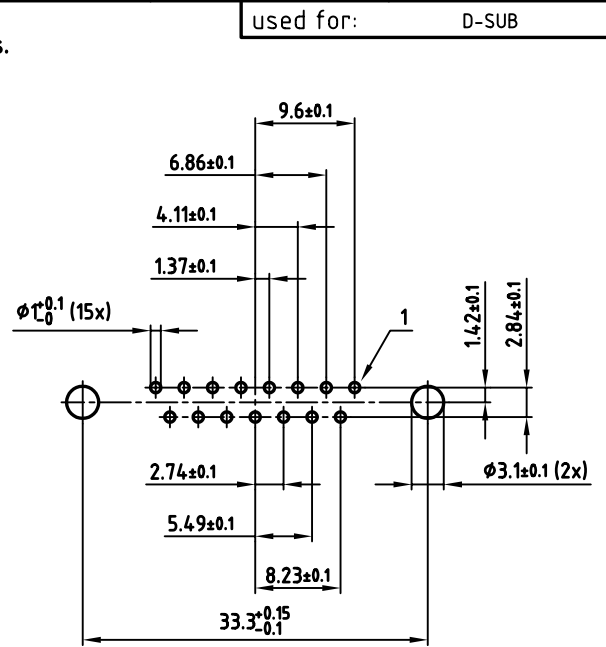 used for: D-SUB
s.
9.6±0.1
6.86±0.1
4.11±0.1
1.37±0.1
ϕ1+0.1 -0 (15x)
1
1.42±0.1
2.84±0.1
2.74±0.1
ϕ3.1±0.1 (2x)
5.49±0.1
8.23±0.1
33.3+0.15 -0.1